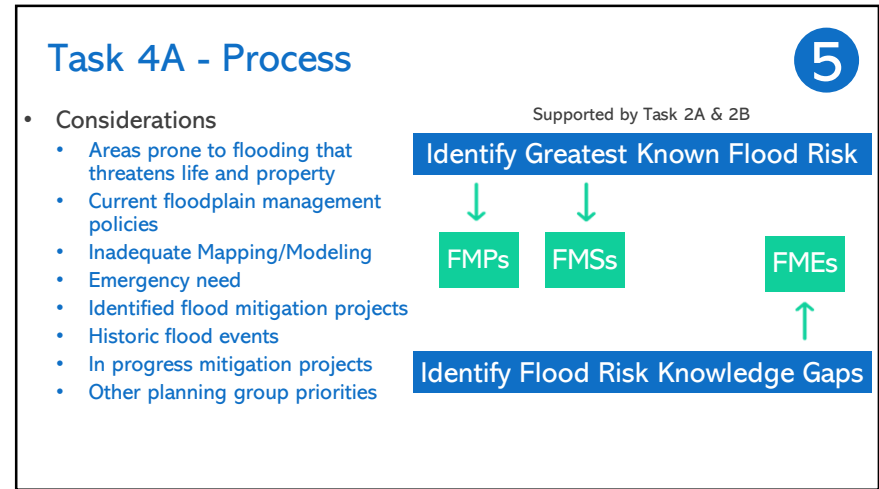 Task 4A - Process
5
• Considerations
• Areas prone to flooding that
threatens life and property
• Current floodplain management
policies
• Inadequate Mapping/Modeling
• Emergency need
• Identified flood mitigation projects
• Historic flood events
• In progress mitigation projects
• Other planning group priorities
Supported by Task 2A & 2B
Identify Greatest Known Flood Risk
FMPs
FMSs
FMEs
Identify Flood Risk Knowledge Gaps